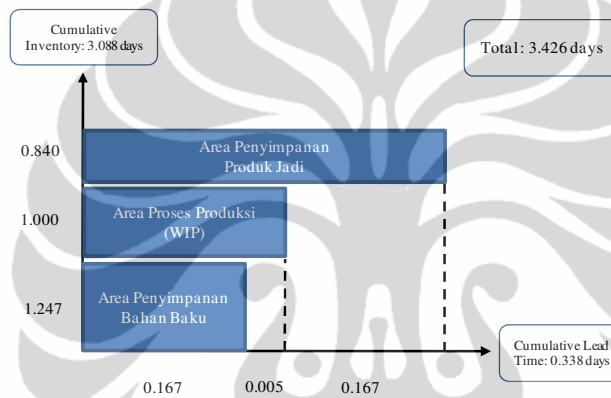 Cumulative
Inventory: 3.088 days
Total: 3.426 days
0.840
Area Penyimpanan
Produk Jadi
1.000
Area Proses Produksi
(WIP)
1.247
Area Penyimpanan
Bahan Baku
Cumulative Lead
Time: 0.338 days
0.167 0.005 0.167